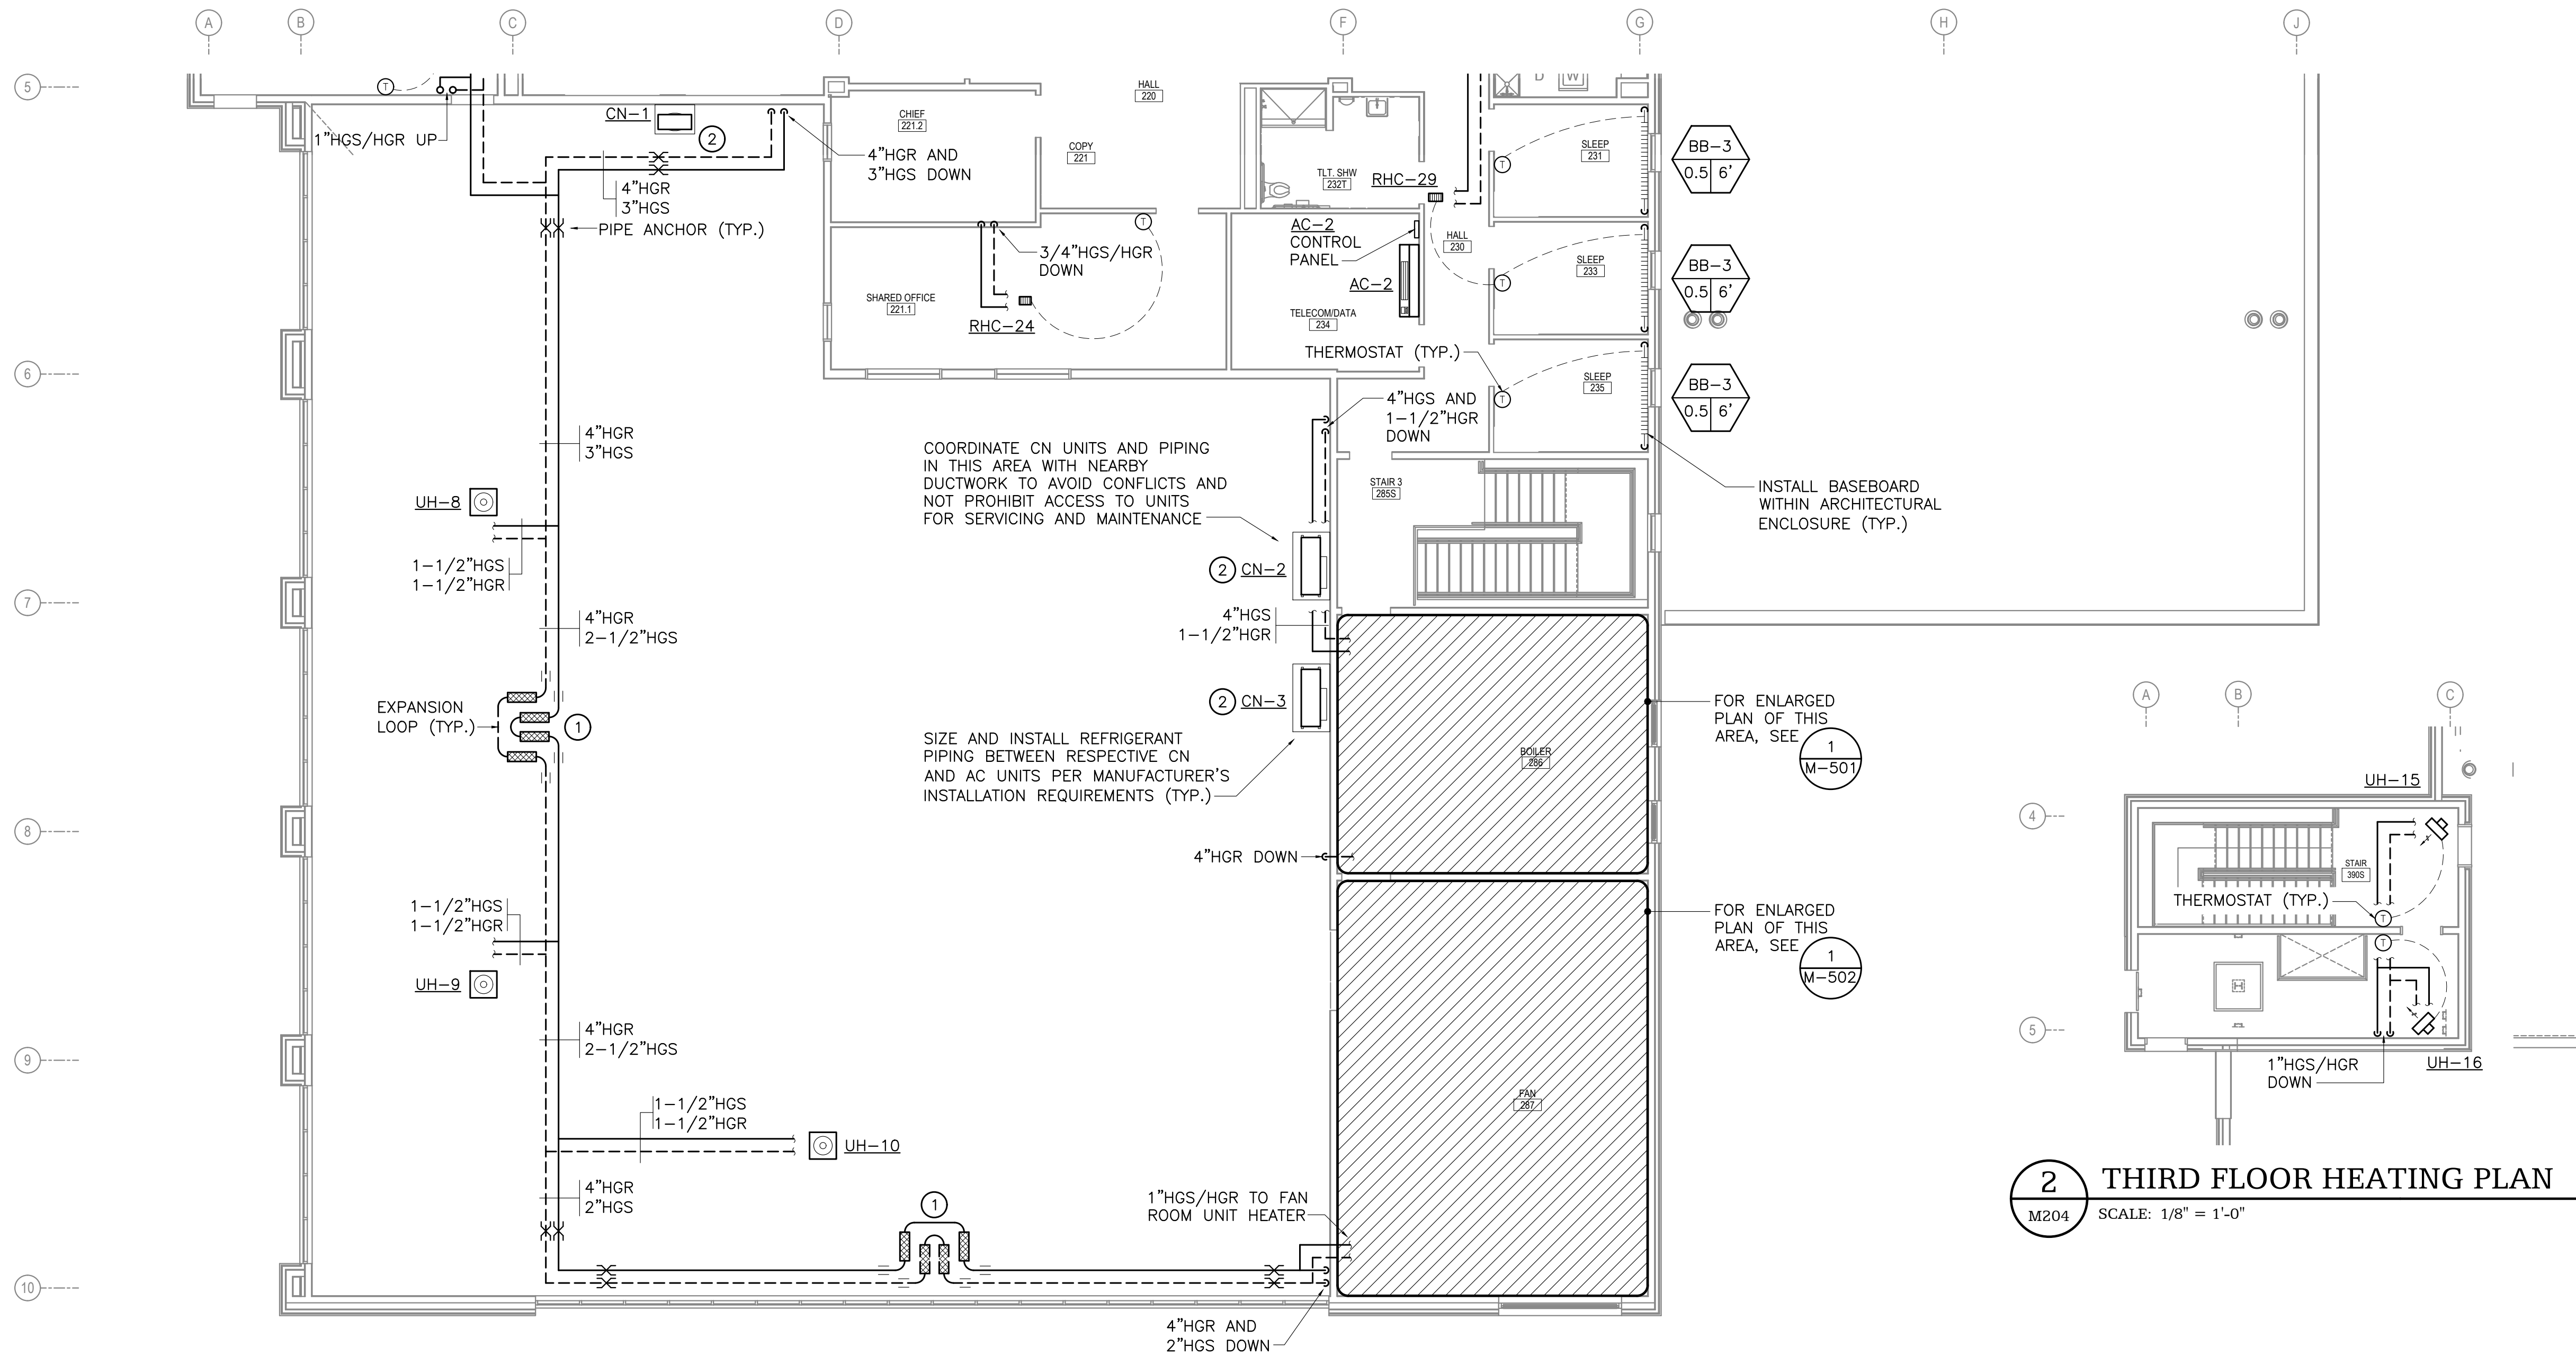 A
B
C
D
F
G
H
J
5
6
7
8
9
10
1”HGS/HGR UP
CN-1
2
4”HGR
3”HGS
PIPE ANCHOR (TYP.)
4”HGR AND
3”HGS DOWN
CHIEF
221.2
HALL
220
COPY
221
T
T
3/4”HGS/HGR
DOWN
SHARED OFFICE
221.1
RHC-24
TLT. SHW
232T
RHC-29
AC-2
CONTROL
PANEL
AC-2
HALL
230
TELECOM/DATA
234
THERMOSTAT (TYP.)
D
W
SLEEP
231
T
SLEEP
233
T
SLEEP
235
T
BB-3
0.5 6’
BB-3
0.5 6’
BB-3
0.5 6’
4”HGS AND
1-1/2”HGR
DOWN
INSTALL BASEBOARD
WITHIN ARCHITECTURAL
ENCLOSURE (TYP.)
STAIR 3
285S
4”HGR
3”HGS
COORDINATE CN UNITS AND PIPING
IN THIS AREA WITH NEARBY
DUCTWORK TO AVOID CONFLICTS AND
NOT PROHIBIT ACCESS TO UNITS
FOR SERVICING AND MAINTENANCE
UH-8
1-1/2”HGS
1-1/2”HGR
2 CN-2
4”HGR
2-1/2”HGS
4”HGS
1-1/2”HGR
EXPANSION
LOOP (TYP.)
1
2 CN-3
SIZE AND INSTALL REFRIGERANT
PIPING BETWEEN RESPECTIVE CN
AND AC UNITS PER MANUFACTURER’S
INSTALLATION REQUIREMENTS (TYP.)
BOILER
286
FOR ENLARGED
PLAN OF THIS
AREA, SEE
1
M-501
4”HGR DOWN
1-1/2”HGS
1-1/2”HGR
UH-9
FOR ENLARGED
PLAN OF THIS
AREA, SEE
1
M-502
4”HGR
2-1/2”HGS
FAN
287
1-1/2”HGS
1-1/2”HGR
UH-10
4”HGR
2”HGS
1
1”HGS/HGR TO FAN
ROOM UNIT HEATER
4”HGR AND
2”HGS DOWN
A
B
C
4
5
UH-15
STAIR
390S
THERMOSTAT (TYP.)
T
T
H
1”HGS/HGR
DOWN
UH-16
2
M204
THIRD FLOOR HEATING PLAN
SCALE: 1/8" = 1'-0"